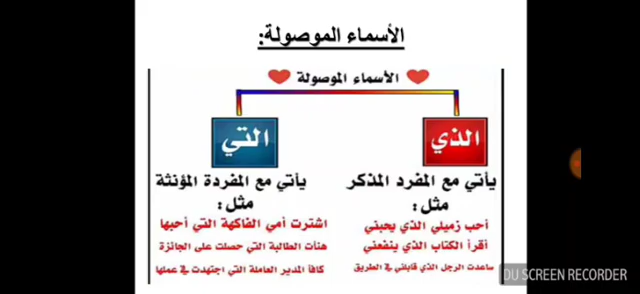 الأسماء الموصولة:
الأسماء الموصولة
الذي
يأتي مع المفرد المذكر
مثل :
أحب زميلي الذي يحبني
أقرأ الكتاب الذي ينفعني
ساعدت الرجل الذي قابلني في الطريق
التي
يأتي مع المفردة المؤنثة
مثل :
اشترت أمي الفاكهة التي أحبها
هنأت الطالبة التي حصلت على الجائزة
كافأ المدير العاملة التي اجتهدت في عملها
DU SCREEN RECORDER